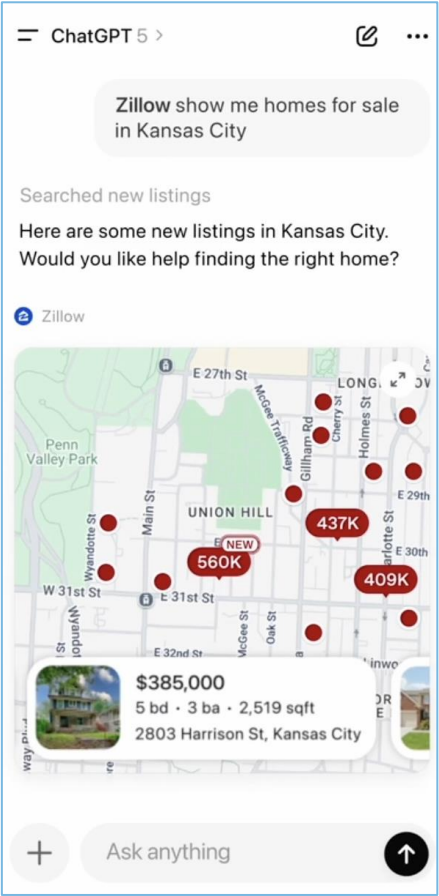 ChatGPT 5 >
Zillow show me homes for sale
in Kansas City
Searched new listings
Here are some new listings in Kansas City.
Would you like help finding the right home?
Zillow
E 27th St
McGee Trafficway
Gillham Rd
Cherry St
Holmes St
Penn
Valley Park
Main St
Wyandotte St
UNION HILL
E 29th
437K
NEW
560K
E 30th
409K
W 31st St
E 31st St
McGee St
Oak St
E 32nd St
St
$385,000
5 bd · 3 ba · 2,519 sqft
2803 Harrison St, Kansas City
Ask anything